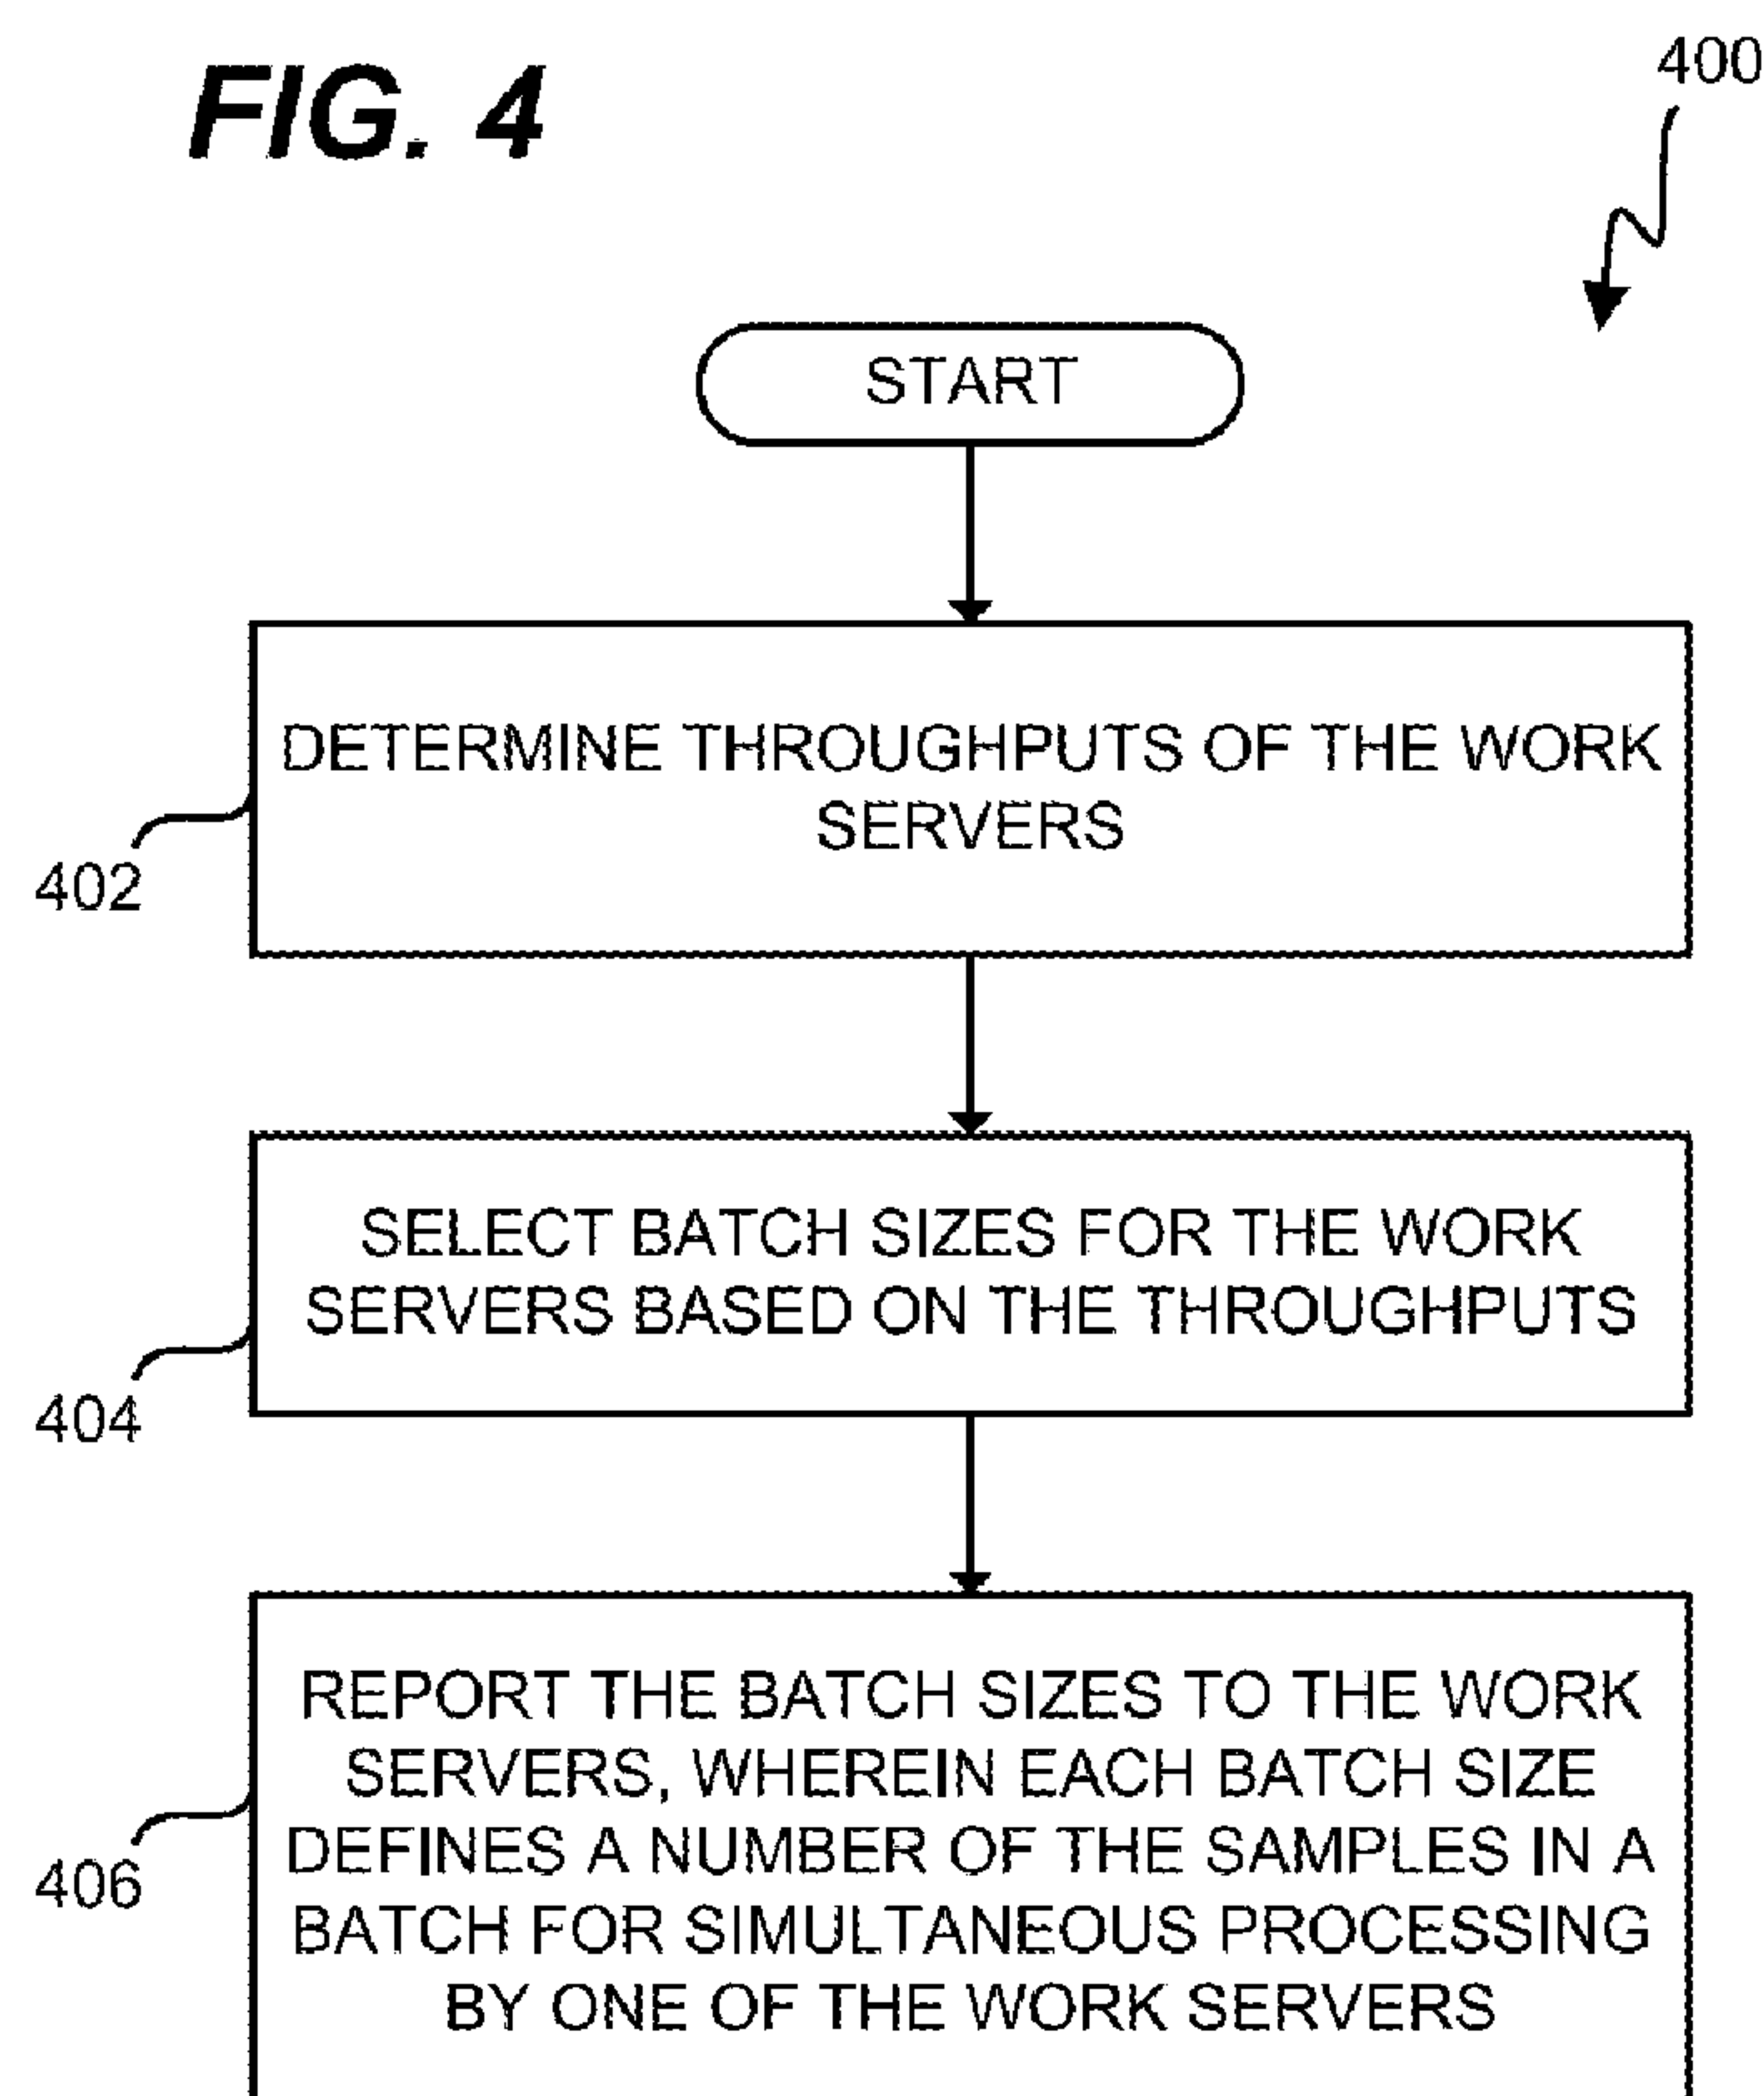 FIG. 4
400
START
DETERMINE THROUGHPUTS OF THE WORK
SERVERS
402
SELECT BATCH SIZES FOR THE WORK
SERVERS BASED ON THE THROUGHPUTS
404
REPORT THE BATCH SIZES TO THE WORK
SERVERS, WHEREIN EACH BATCH SIZE
DEFINES A NUMBER OF THE SAMPLES IN A
BATCH FOR SIMULTANEOUS PROCESSING
BY ONE OF THE WORK SERVERS
406